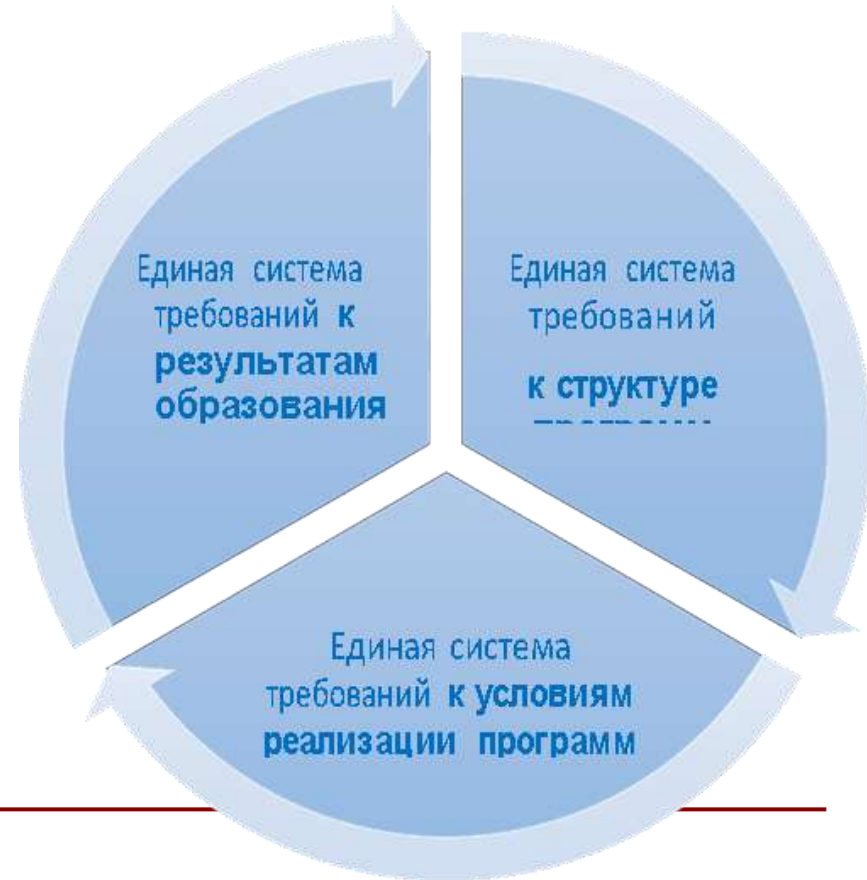 Единая система
требований к
результатам
образования
Единая система
требований
к структуре
Единая система
требований к условиям
реализации программ